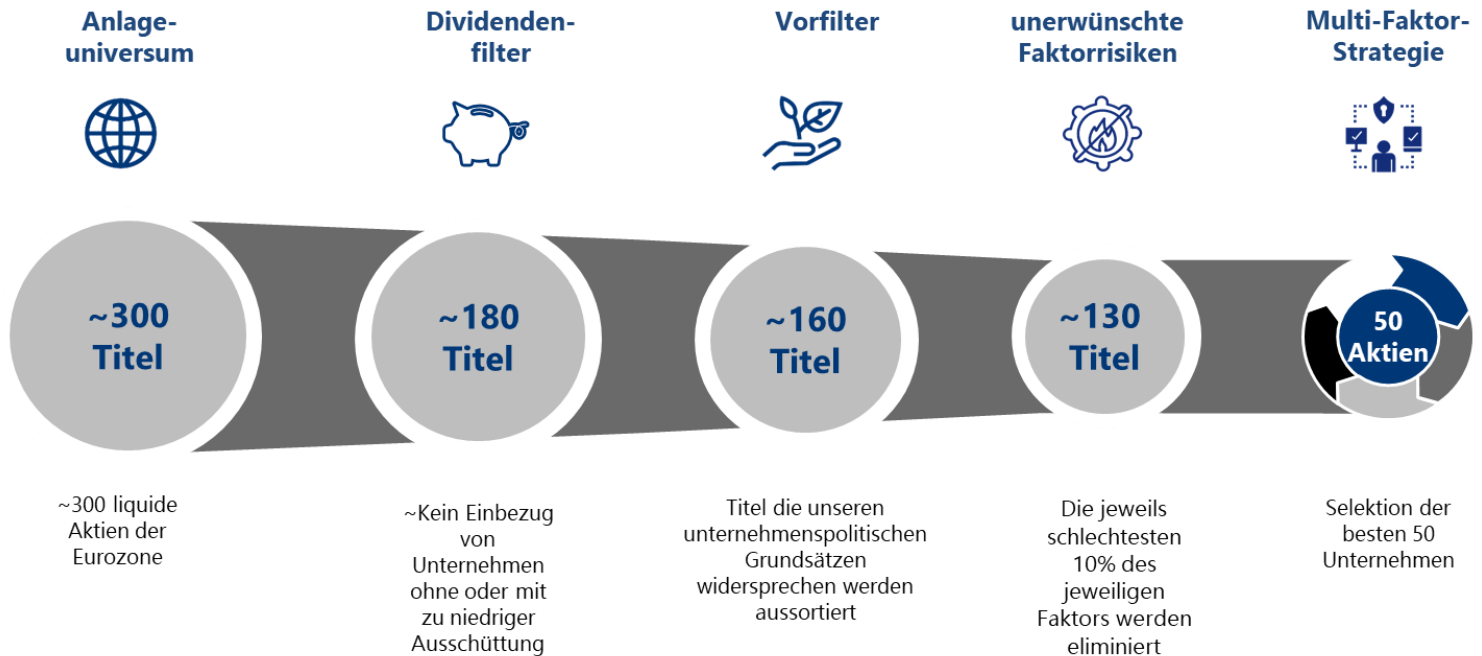 Anlage-
universum
Dividenden-
filter
Vorfilter
unerwünschte
Faktorrisiken
Multi-Faktor-
Strategie
~300
Titel
~180
Titel
~160
Titel
~130
Titel
50
Aktien
~300 liquide
Aktien der
Eurozone
~Kein Einbezug
von
Unternehmen
ohne oder mit
zu niedriger
Ausschüttung
Titel die unseren
unternehmenspolitischen
Grundsätzen
widersprechen werden
aussortiert
Die jeweils
schlechtesten
10% des
jeweiligen
Faktors werden
eliminiert
Selektion der
besten 50
Unternehmen